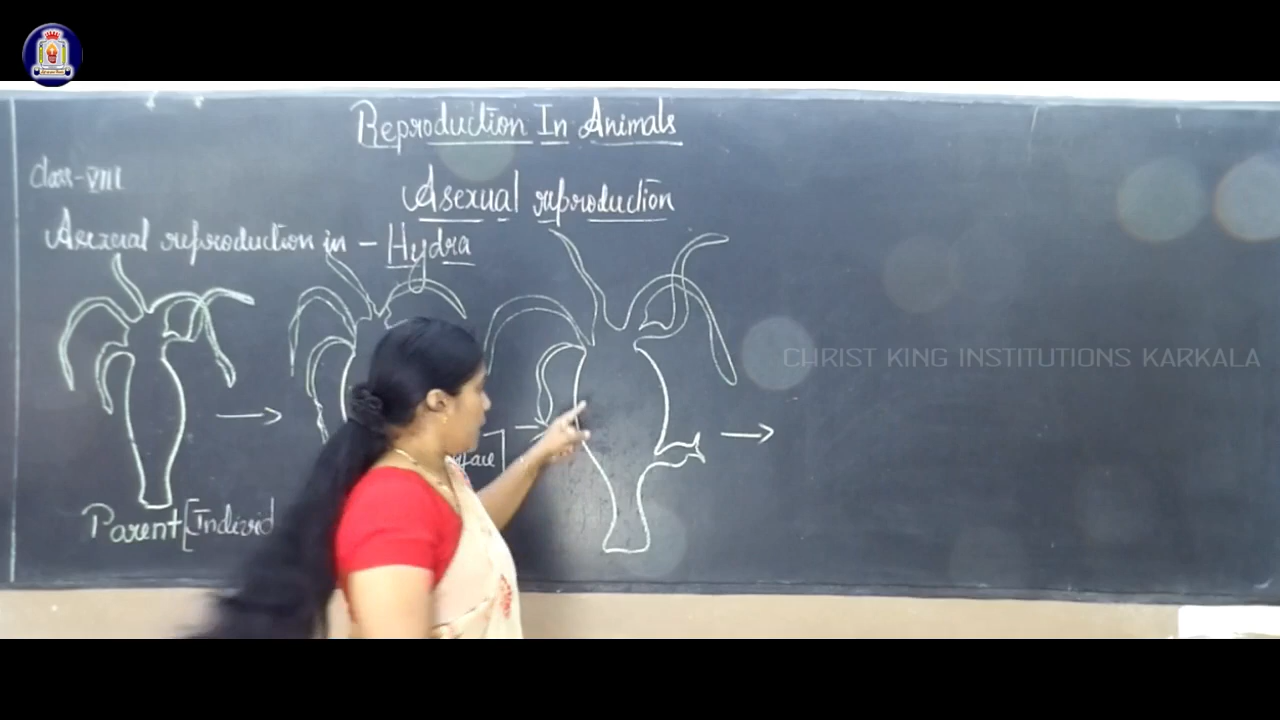 Reproduction In Animals
Class-VIII
Asexual reproduction
Asexual reproduction in - Hydra
CHRIST KING INSTITUTIONS KARKALA
Parent